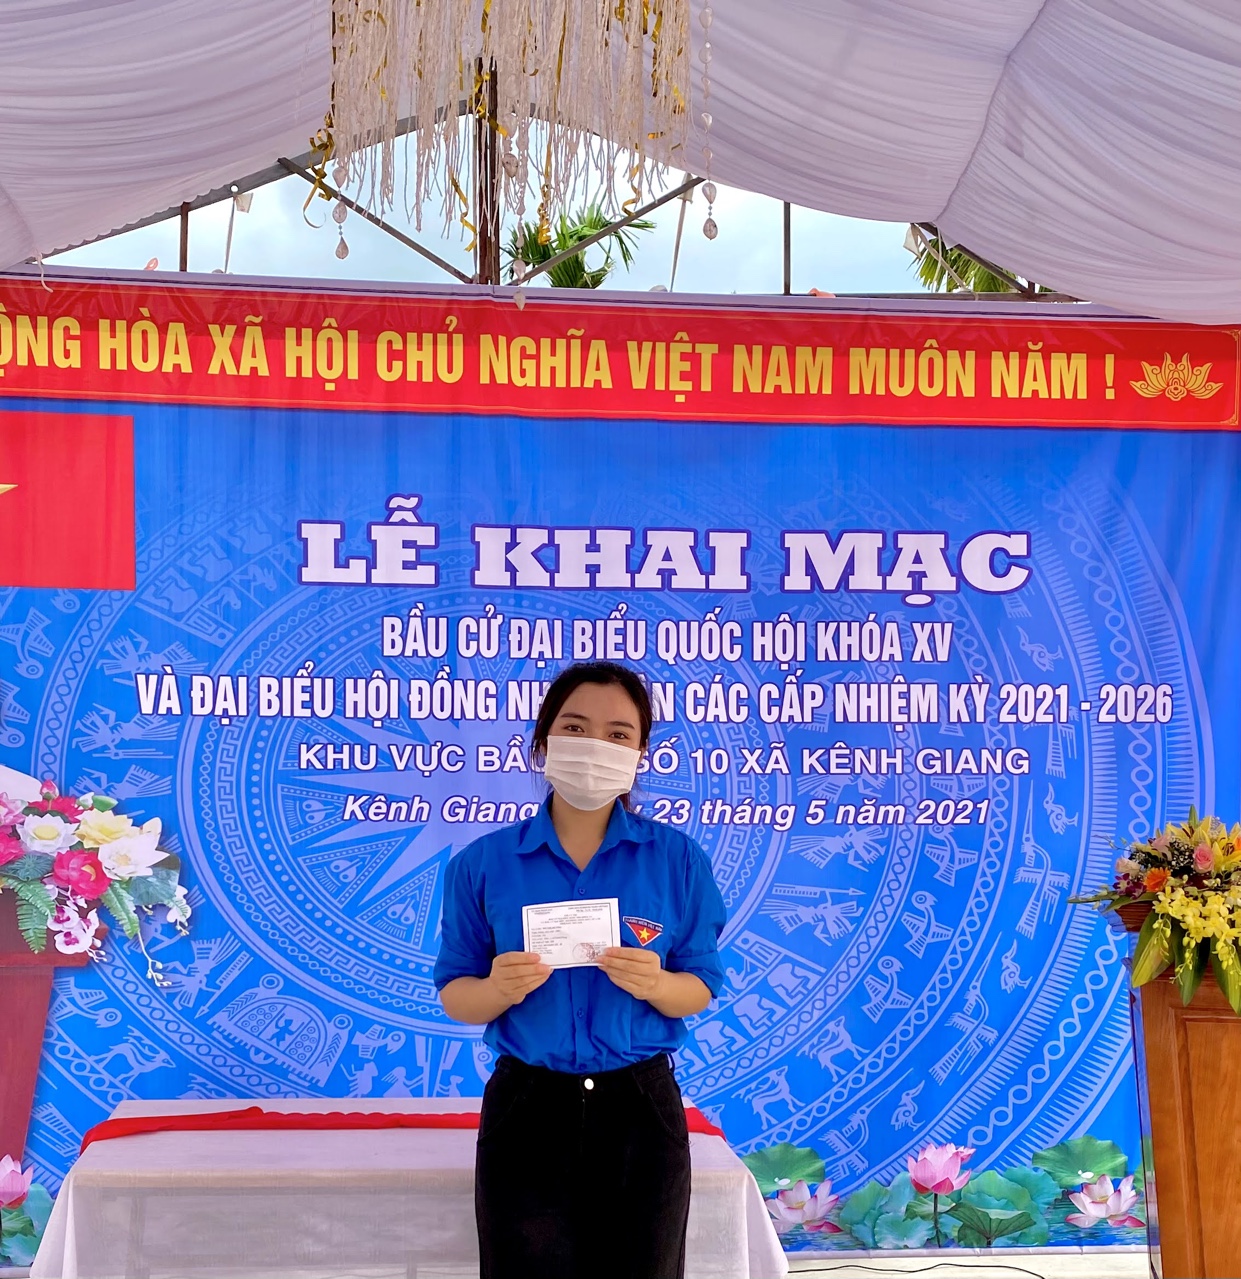 ỘNG HÒA XÃ HỘI CHỦ NGHĨA VIỆT NAM MUÔN NĂM !
LỄ KHAI MẠC
BẦU CỬ ĐẠI BIỂU QUỐC HỘI KHÓA XV
VÀ ĐẠI BIỂU HỘI ĐỒNG NH N CÁC CẤP NHIỆM KỲ 2021 - 2026
KHU VỰC BẦ SỐ 10 XÃ KÊNH GIANG
Kênh Giang 23 tháng 5 năm 2021